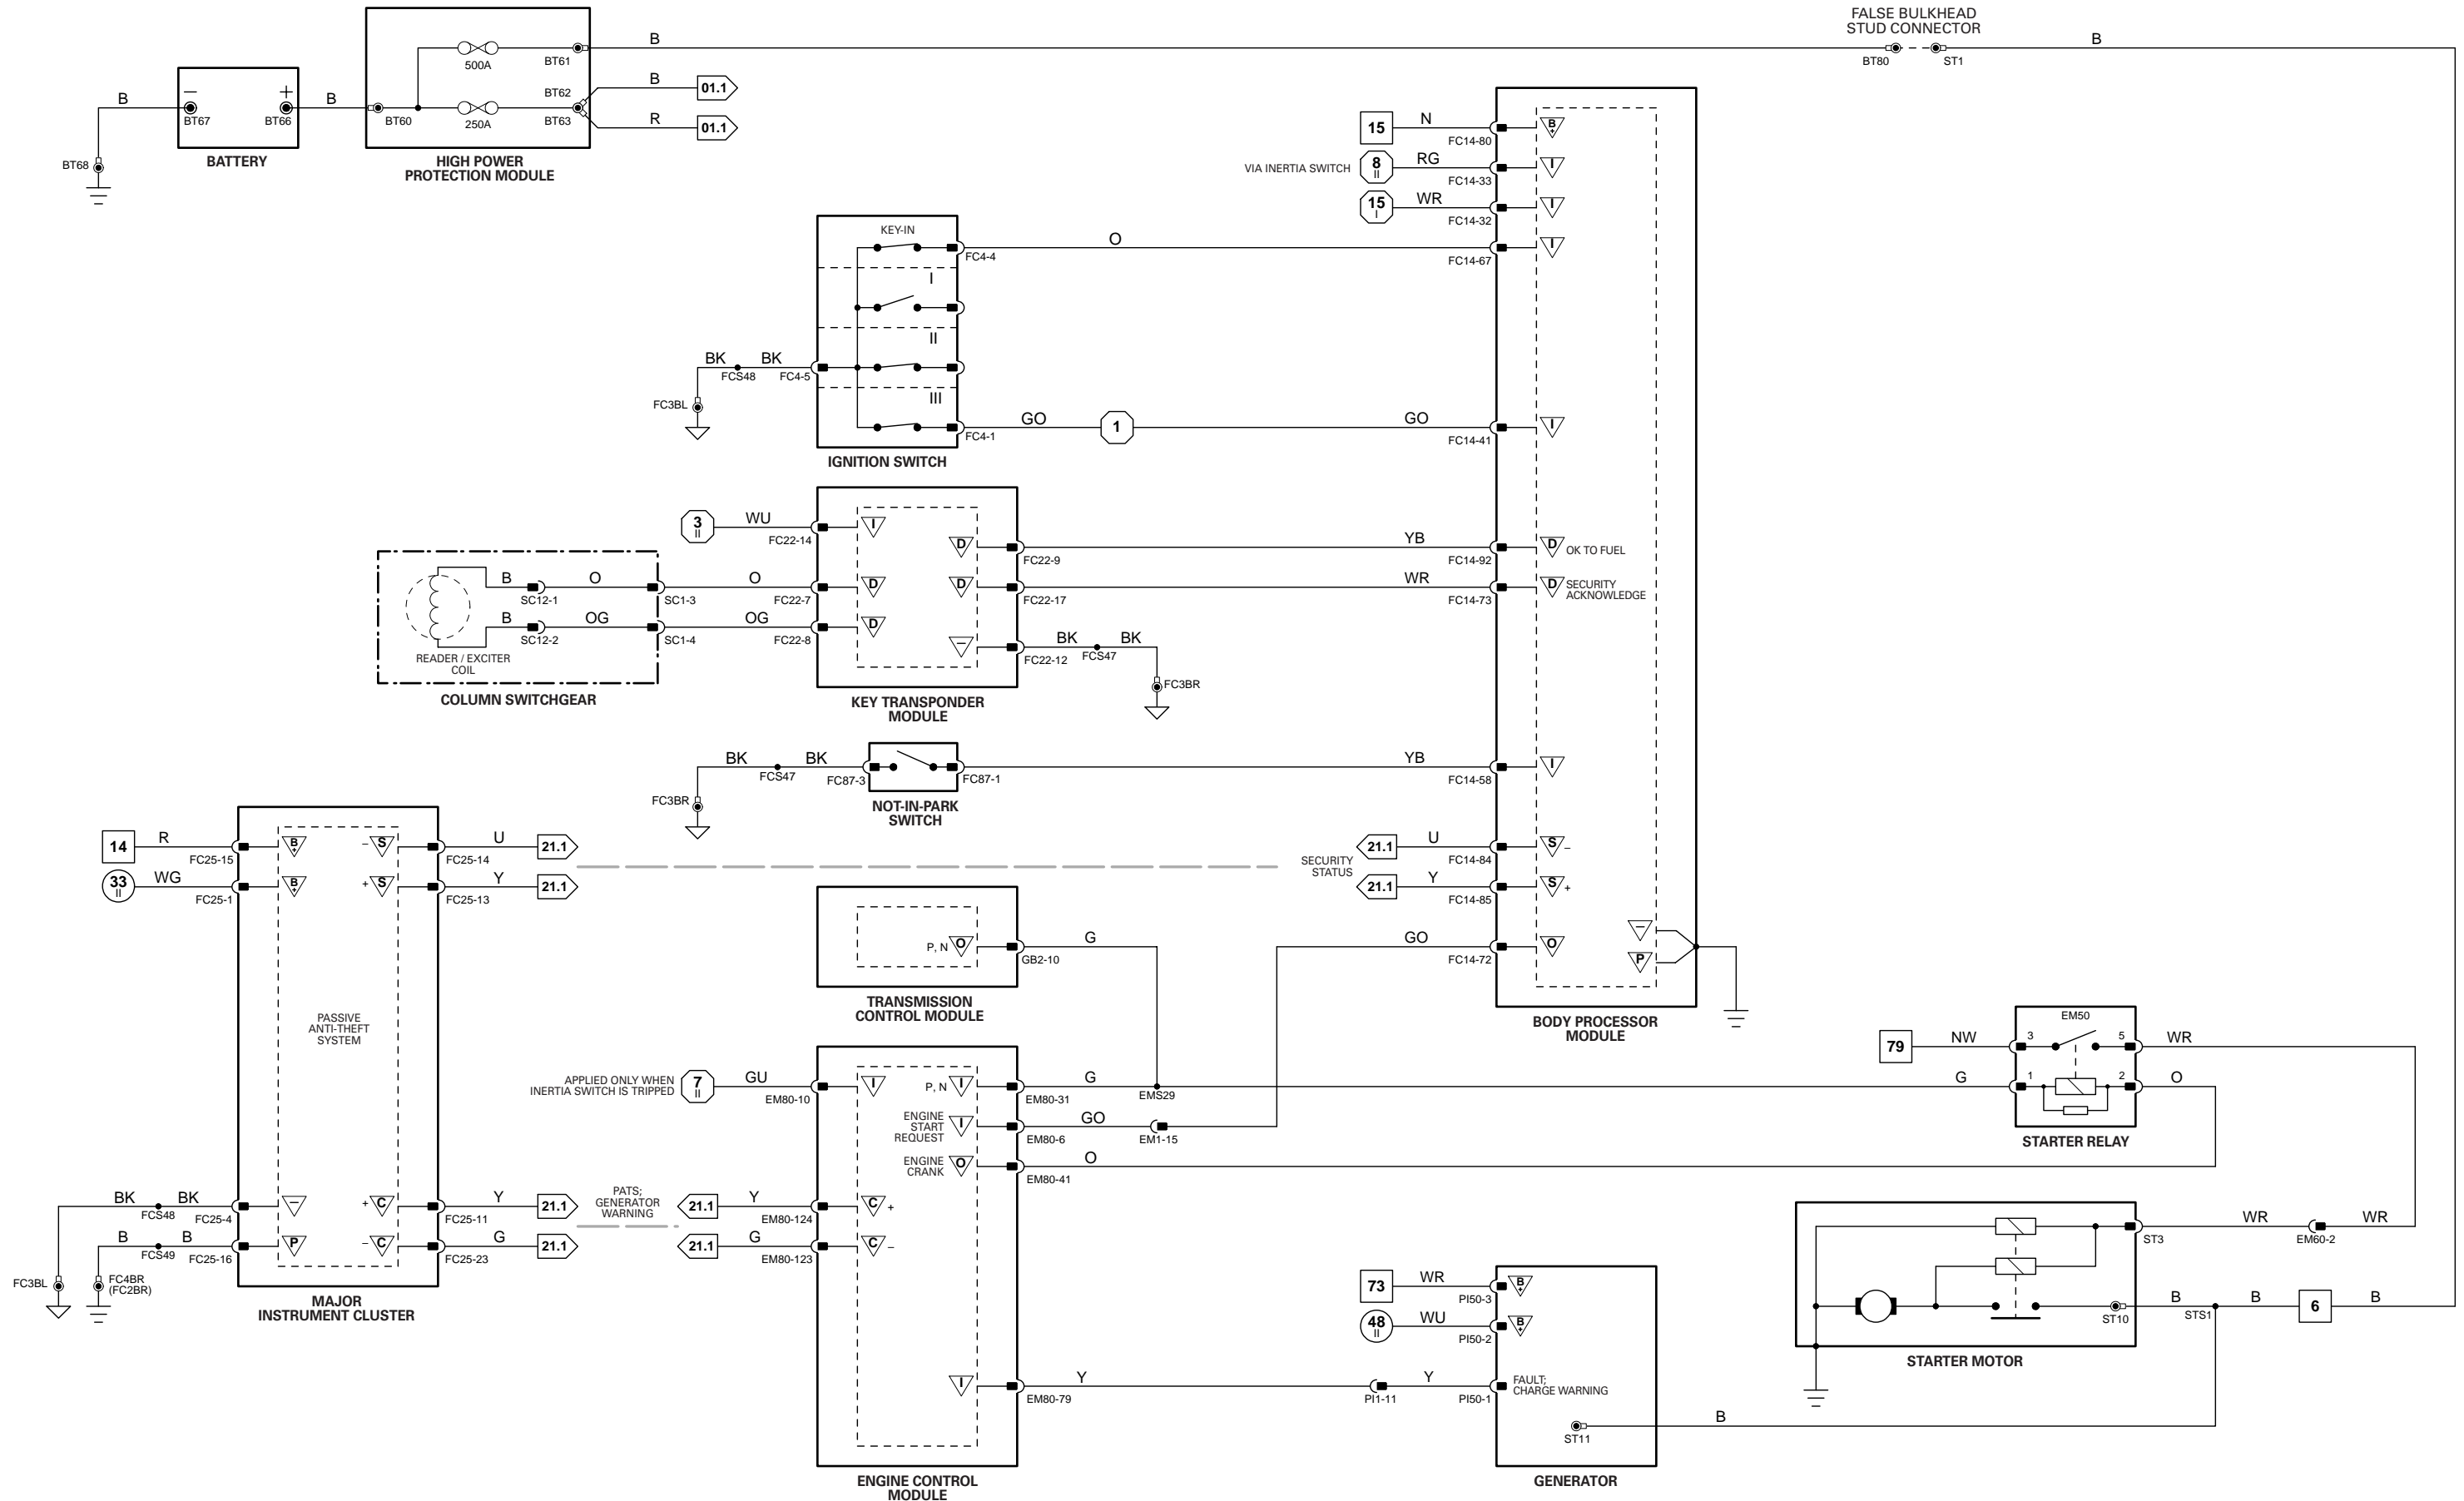 FALSE BULKHEAD
STUD CONNECTOR
B
BT80
ST1
B
500A
BT61
B
BT67
−
+
BT66
B
BT60
250A
BT62
BT63
B
01.1
R
01.1
BT68
BATTERY
HIGH POWER
PROTECTION MODULE
15
N
FC14-80
B
+
VIA INERTIA SWITCH
8
II
RG
FC14-33
I
15
I
WR
FC14-32
I
KEY-IN
FC4-4
O
FC14-67
I
I
II
BK
FCS48
BK
FC4-5
FC3BL
III
FC4-1
GO
1
GO
FC14-41
I
IGNITION SWITCH
3
II
WU
FC22-14
I
D
FC22-9
YB
FC14-92
D
OK TO FUEL
B
SC12-1
O
SC1-3
O
FC22-7
D
D
FC22-17
WR
FC14-73
D
SECURITY
ACKNOWLEDGE
B
SC12-2
OG
SC1-4
OG
FC22-8
D
−
FC22-12
BK
FCS47
BK
FC3BR
READER / EXCITER
COIL
COLUMN SWITCHGEAR
KEY TRANSPONDER
MODULE
BK
FCS47
BK
FC87-3
FC87-1
YB
FC14-58
I
FC3BR
NOT-IN-PARK
SWITCH
14
R
FC25-15
B
+
−
S
FC25-14
U
21.1
33
II
WG
FC25-1
B
+
+
S
FC25-13
Y
21.1
SECURITY
STATUS
21.1
U
FC14-84
S
−
21.1
Y
FC14-85
S
+
P, N
O
GB2-10
G
GO
FC14-72
O
−
P
TRANSMISSION
CONTROL MODULE
BODY PROCESSOR
MODULE
PASSIVE
ANTI-THEFT
SYSTEM
APPLIED ONLY WHEN
INERTIA SWITCH IS TRIPPED
7
II
GU
EM80-10
I
P, N
I
EM80-31
G
EMS29
G
79
NW
EM50
3
5
1
2
WR
O
STARTER RELAY
ENGINE
START
REQUEST
I
EM80-6
GO
EM1-15
ENGINE
CRANK
O
EM80-41
O
BK
FCS48
BK
FC25-4
−
+
C
FC25-11
Y
21.1
PATS;
GENERATOR
WARNING
21.1
Y
EM80-124
C
+
B
FCS49
B
FC25-16
P
−
C
FC25-23
G
21.1
21.1
G
EM80-123
C
−
FC3BL
FC4BR
(FC2BR)
MAJOR
INSTRUMENT CLUSTER
ST3
WR
EM60-2
WR
73
WR
PI50-3
B
+
48
II
WU
PI50-2
B
+
ST10
B
STS1
B
6
B
STARTER MOTOR
I
EM80-79
Y
PI1-11
Y
PI50-1
FAULT;
CHARGE WARNING
ST11
B
ENGINE CONTROL
MODULE
GENERATOR